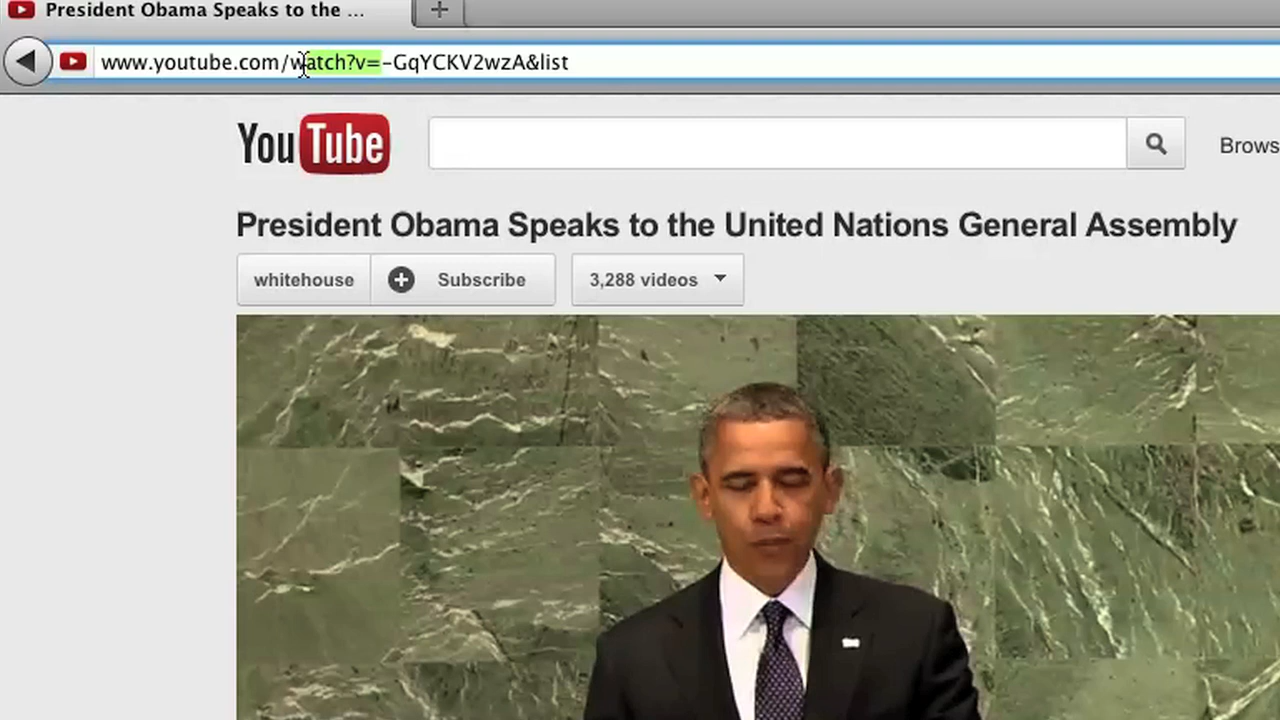 President Obama Speaks to the ...
www.youtube.com/watch?v=-GqYCKV2wzA&list
YouTube
Brows
President Obama Speaks to the United Nations General Assembly
whitehouse
Subscribe
3,288 videos